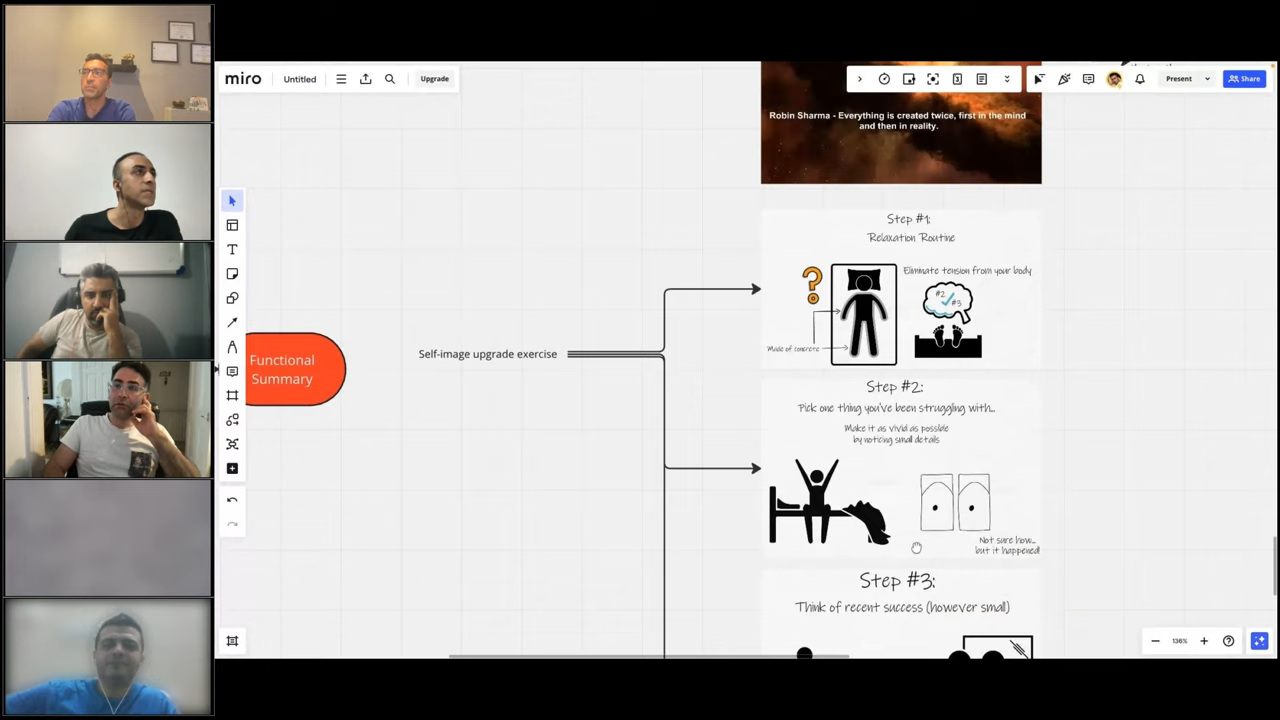 miro
Untitled
Upgrade
Present
Share
Robin Sharma - Everything is created twice, first in the mind
and then in reality.
Functional
Summary
Self-image upgrade exercise
Step #1:
Relaxation Routine
Eliminate tension from your body
#2
#3
Made of concrete
Step #2:
Pick one thing you've been struggling with...
Make it as vivid as possible
by noticing small details
Not sure how...
but it happened!
Step #3:
Think of recent success (however small)
136%